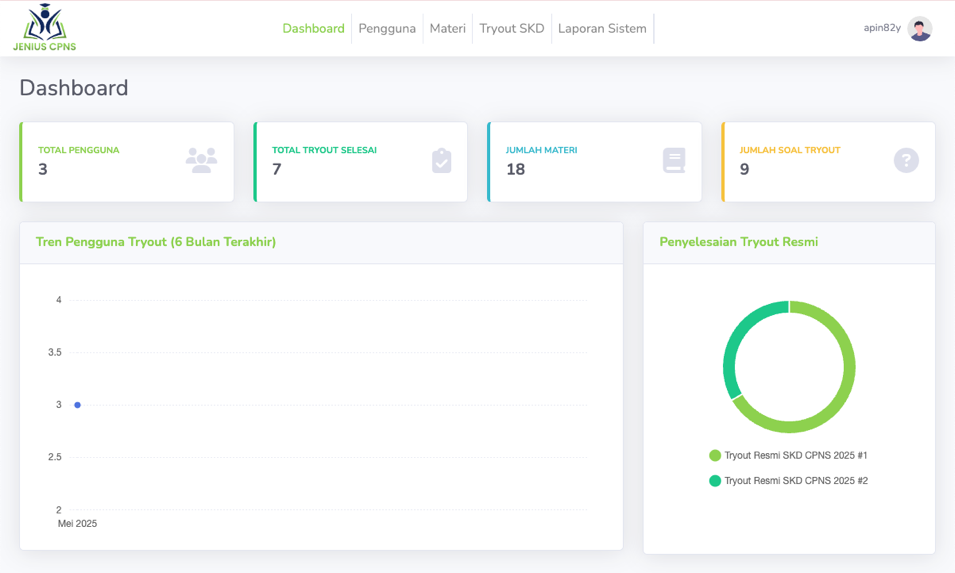 JENIUS CPNS
Dashboard
Pengguna
Materi
Tryout SKD
Laporan Sistem
apin82y
Dashboard
TOTAL PENGGUNA
3
TOTAL TRYOUT SELESAI
7
JUMLAH MATERI
18
JUMLAH SOAL TRYOUT
9
?
Tren Pengguna Tryout (6 Bulan Terakhir)
4
3.5
3
2.5
2
Mei 2025
Penyelesaian Tryout Resmi
Tryout Resmi SKD CPNS 2025 #1
Tryout Resmi SKD CPNS 2025 #2